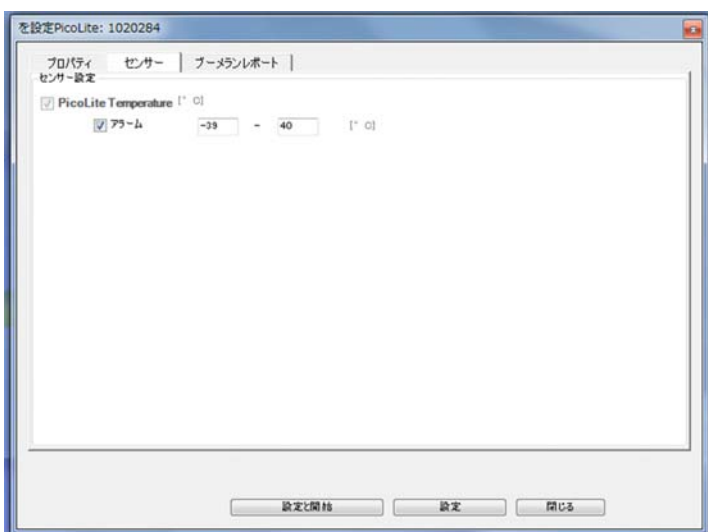 を設定PicoLite: 1020284
プロパティ センサー ブーメランレポート
センサー設定
PicoLite Temperature [° C]
アラーム -39 - 40 [° C]
設定と開始 設定 閉じる